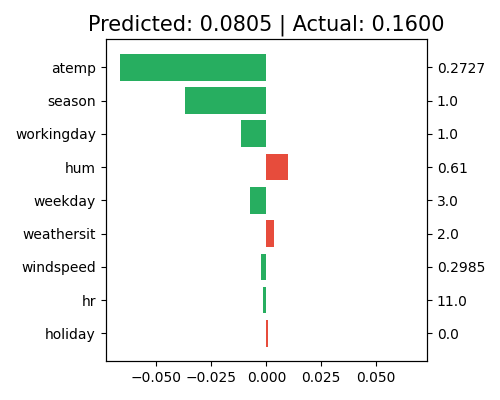 Predicted: 0.0805 | Actual: 0.1600
atemp 0.2727
season 1.0
workingday 1.0
hum 0.61
weekday 3.0
weathersit 2.0
windspeed 0.2985
hr 11.0
holiday 0.0
−0.050 −0.025 0.000 0.025 0.050